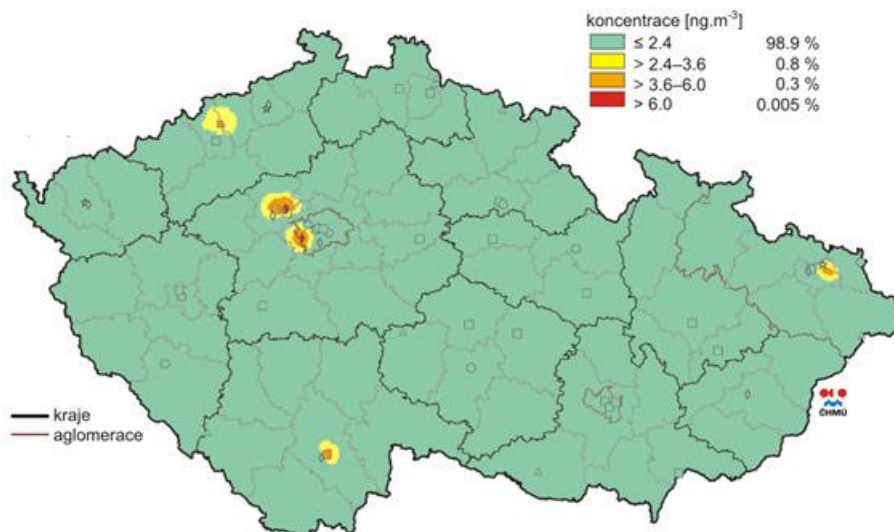 koncentrace [ng.m-3]
≤ 2.4 98.9 %
> 2.4–3.6 0.8 %
> 3.6–6.0 0.3 %
> 6.0 0.005 %
ČHMÚ
kraje
aglomerace